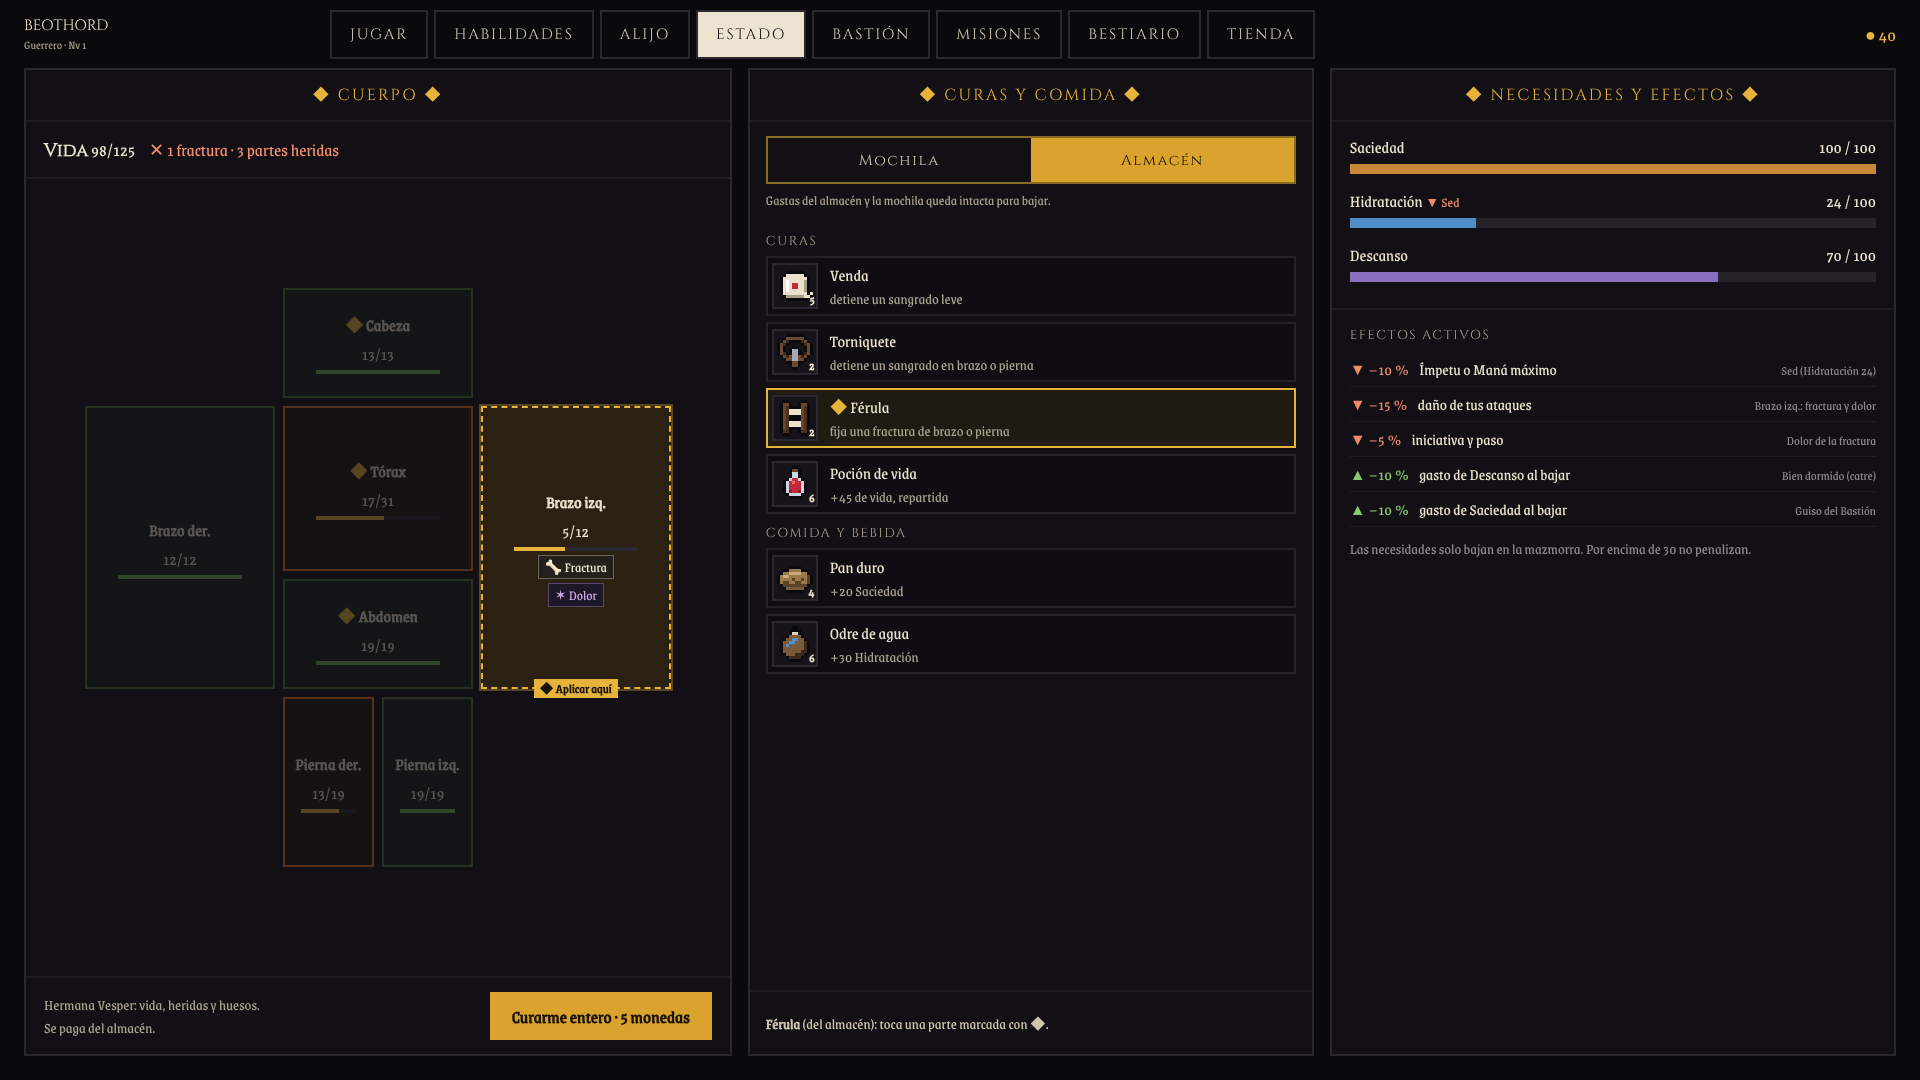 BEOTHORD
Guerrero · Nv 1
JUGAR
HABILIDADES
ALIJO
ESTADO
BASTIÓN
MISIONES
BESTIARIO
TIENDA
40
◆ CUERPO ◆
VIDA 98/125 ✕ 1 fractura · 3 partes heridas
◆ Cabeza
13/13
Brazo der.
12/12
◆ Tórax
17/31
Brazo izq.
5/12
Fractura
✶ Dolor
◆ Aplicar aquí
◆ Abdomen
19/19
Pierna der.
13/19
Pierna izq.
19/19
Hermana Vesper: vida, heridas y huesos.
Se paga del almacén.
Curarme entero · 5 monedas
◆ CURAS Y COMIDA ◆
MOCHILA
ALMACÉN
Gastas del almacén y la mochila queda intacta para bajar.
CURAS
5
Venda
detiene un sangrado leve
2
Torniquete
detiene un sangrado en brazo o pierna
2
◆ Férula
fija una fractura de brazo o pierna
6
Poción de vida
+45 de vida, repartida
COMIDA Y BEBIDA
4
Pan duro
+20 Saciedad
6
Odre de agua
+30 Hidratación
Férula (del almacén): toca una parte marcada con ◆.
◆ NECESIDADES Y EFECTOS ◆
Saciedad 100 / 100
Hidratación ▼ Sed 24 / 100
Descanso 70 / 100
EFECTOS ACTIVOS
▼ −10 % Ímpetu o Maná máximo Sed (Hidratación 24)
▼ −15 % daño de tus ataques Brazo izq.: fractura y dolor
▼ −5 % iniciativa y paso Dolor de la fractura
▲ −10 % gasto de Descanso al bajar Bien dormido (catre)
▲ −10 % gasto de Saciedad al bajar Guiso del Bastión
Las necesidades solo bajan en la mazmorra. Por encima de 30 no penalizan.